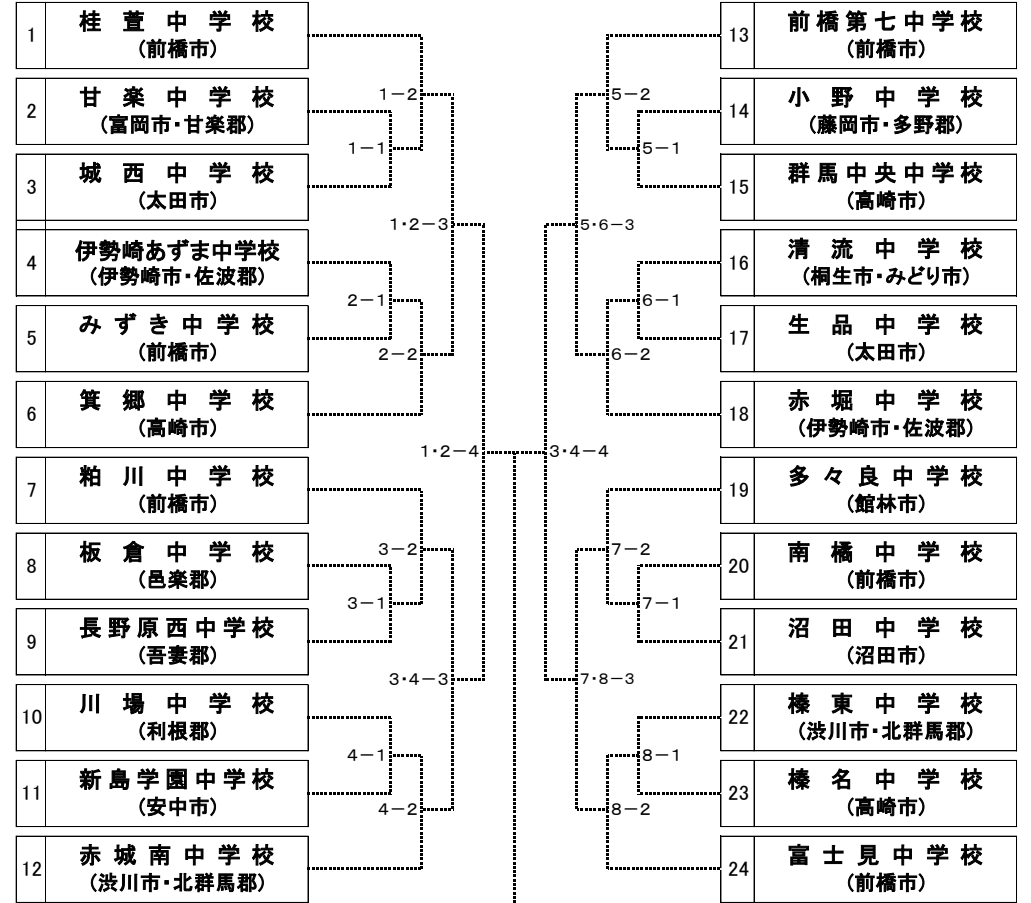 1
桂萱中学校
(前橋市)
2
甘楽中学校
(富岡市・甘楽郡)
3
城西中学校
(太田市)
4
伊勢崎あずま中学校
(伊勢崎市・佐波郡)
5
みずき中学校
(前橋市)
6
箕郷中学校
(高崎市)
7
粕川中学校
(前橋市)
8
板倉中学校
(邑楽郡)
9
長野原西中学校
(吾妻郡)
10
川場中学校
(利根郡)
11
新島学園中学校
(安中市)
12
赤城南中学校
(渋川市・北群馬郡)
1−2
1−1
1・2−3
2−1
2−2
1・2−4
3−2
3−1
3・4−3
4−1
4−2
5−2
5−1
5・6−3
6−1
6−2
3・4−4
7−2
7−1
7・8−3
8−1
8−2
13
前橋第七中学校
(前橋市)
14
小野中学校
(藤岡市・多野郡)
15
群馬中央中学校
(高崎市)
16
清流中学校
(桐生市・みどり市)
17
生品中学校
(太田市)
18
赤堀中学校
(伊勢崎市・佐波郡)
19
多々良中学校
(館林市)
20
南橘中学校
(前橋市)
21
沼田中学校
(沼田市)
22
榛東中学校
(渋川市・北群馬郡)
23
榛名中学校
(高崎市)
24
富士見中学校
(前橋市)